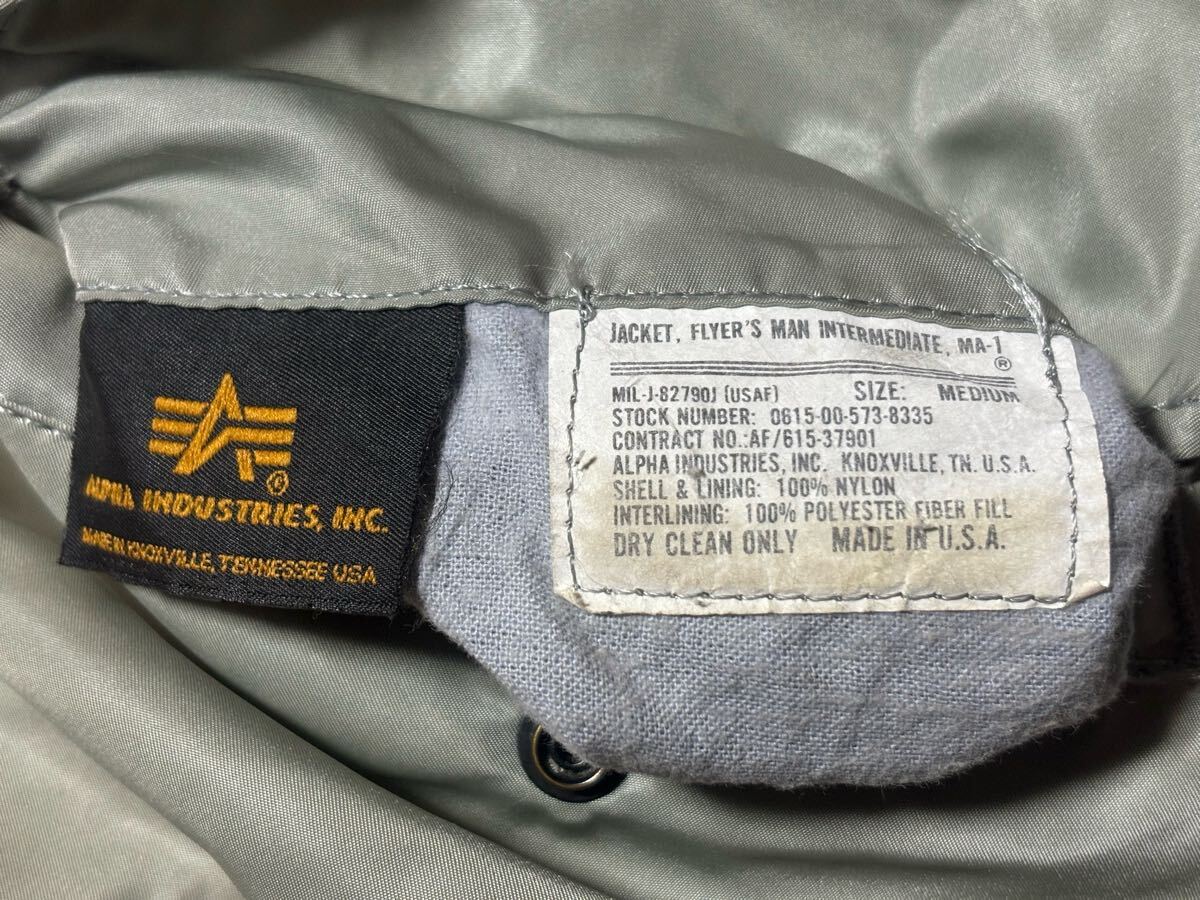 ALPHA INDUSTRIES, INC.
MADE IN KNOXVILLE, TENNESSEE USA
JACKET, FLYER'S MAN INTERMEDIATE, MA-1
®
MIL-J-82790J (USAF) SIZE: MEDIUM
STOCK NUMBER: 0615-00-573-8335
CONTRACT NO.:AF/615-37901
ALPHA INDUSTRIES, INC. KNOXVILLE, TN. U.S.A.
SHELL & LINING: 100% NYLON
INTERLINING: 100% POLYESTER FIBER FILL
DRY CLEAN ONLY MADE IN U.S.A.